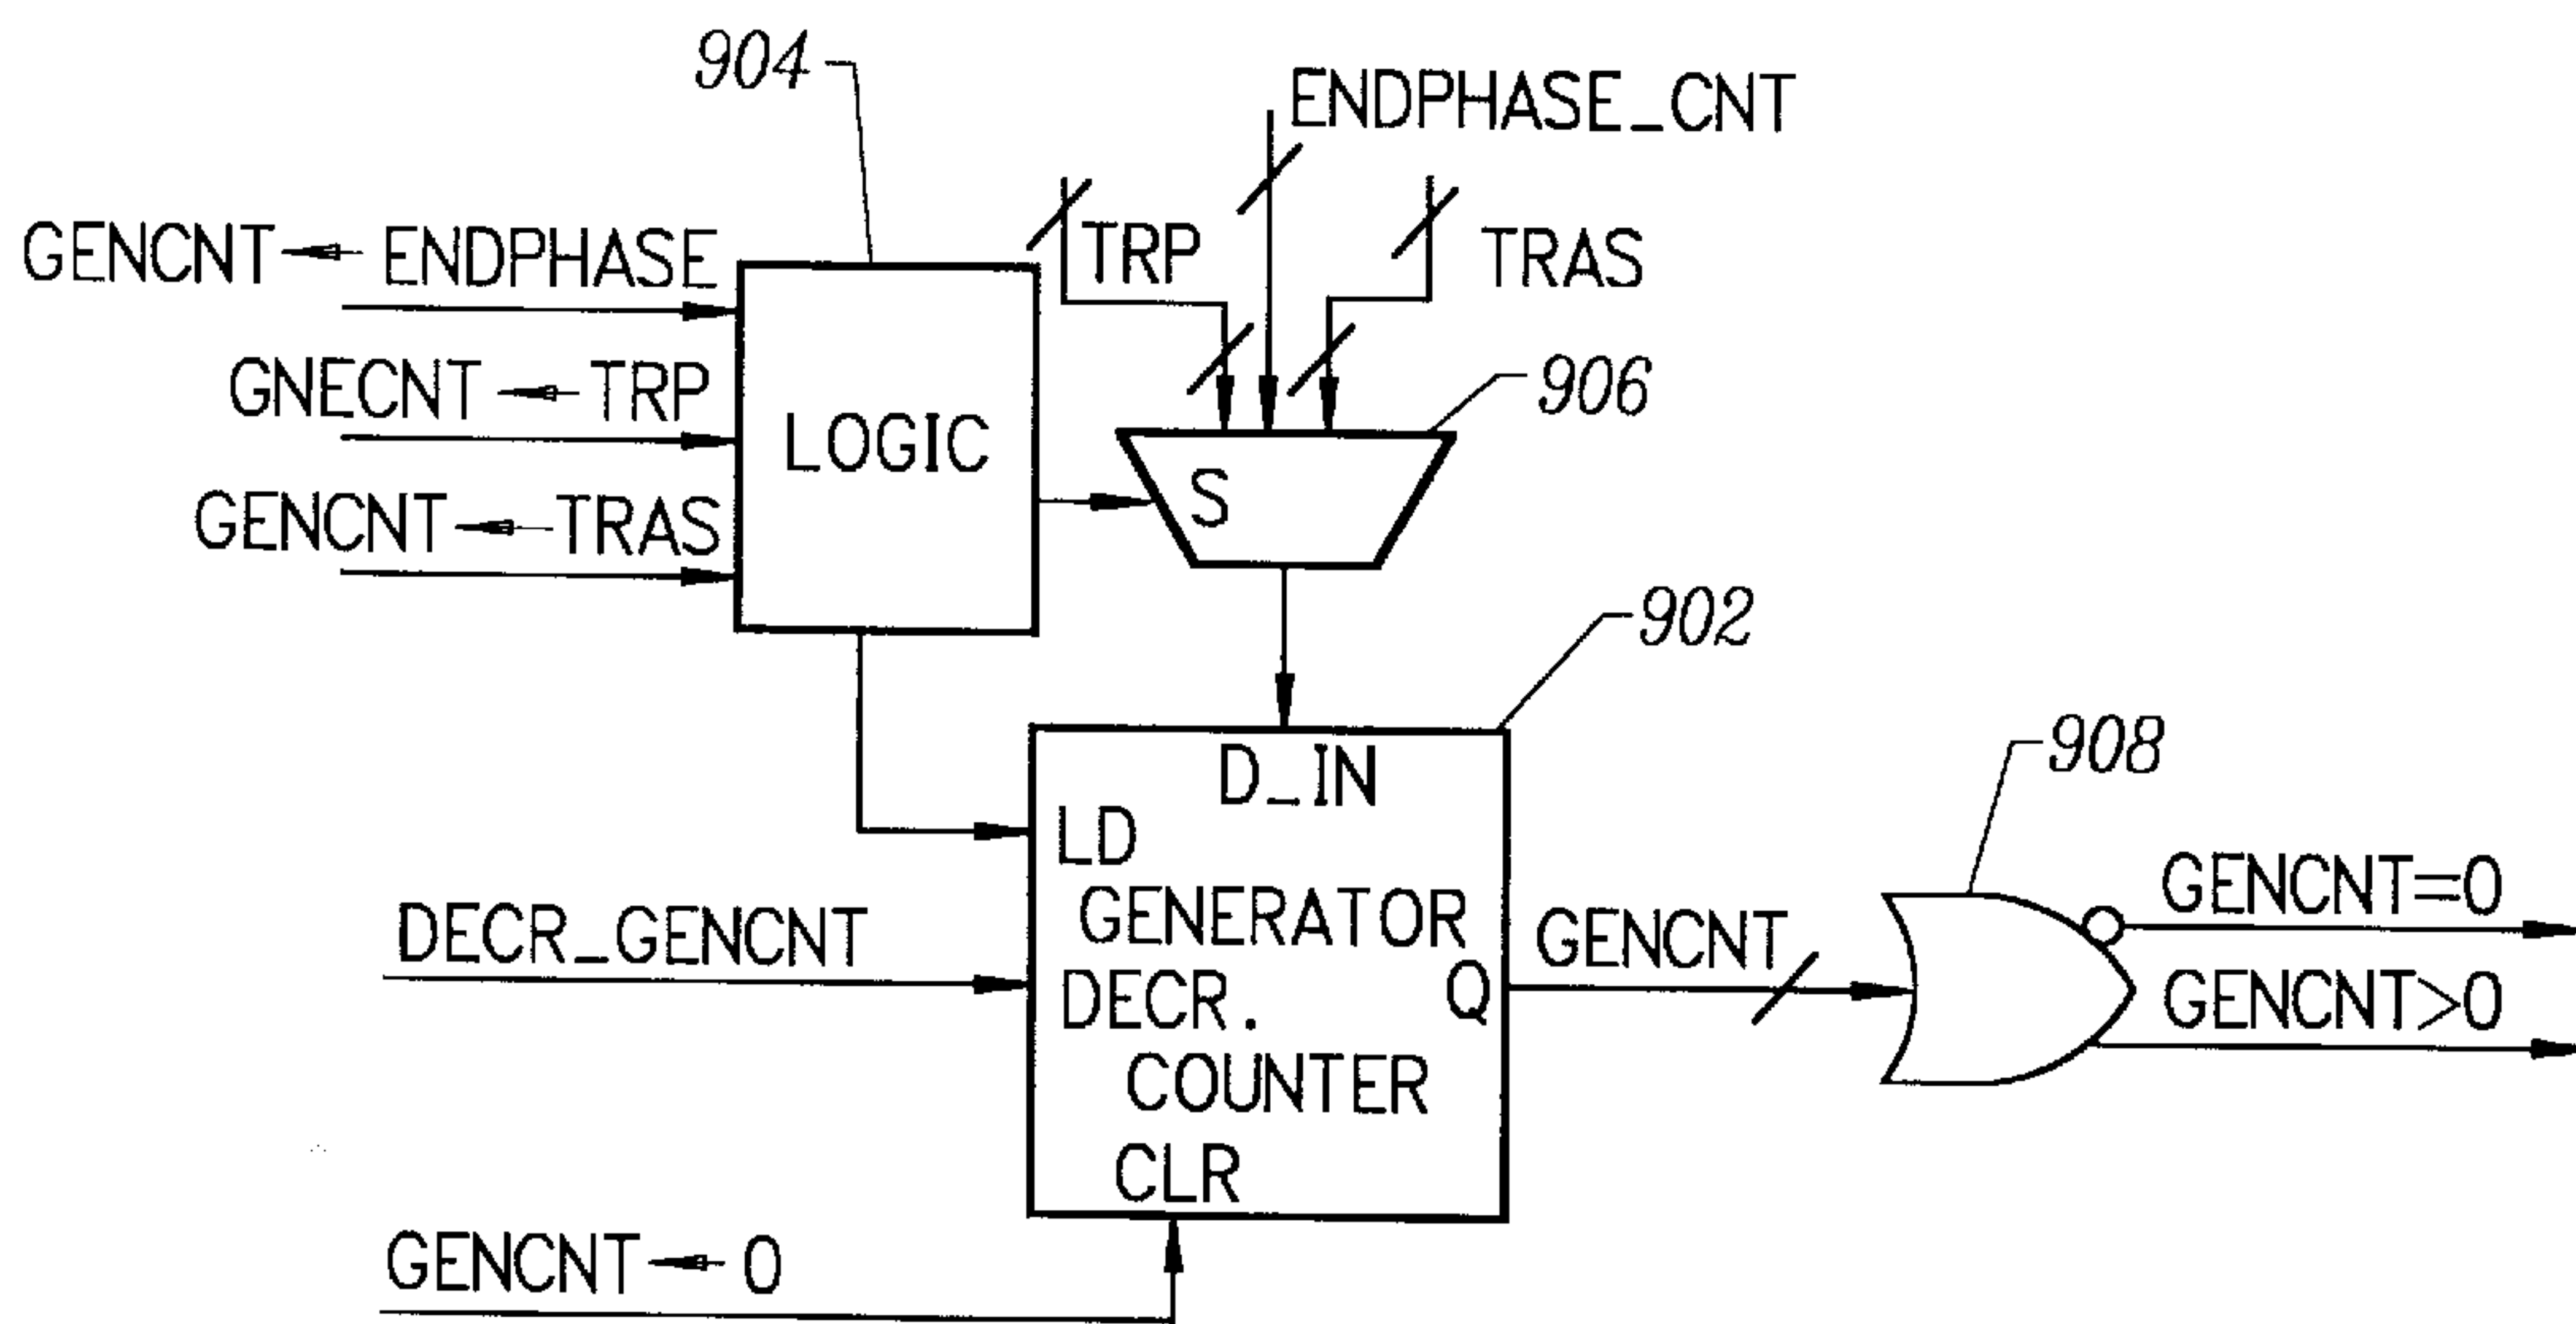 904
ENDPHASE_CNT
GENCNT ← ENDPHASE
TRP
TRAS
GNECNT ← TRP
906
LOGIC
GENCNT ← TRAS
S
902
908
D_IN
LD
GENCNT=0
DECR_GENCNT
GENERATOR
GENCNT
DECR.
Q
GENCNT>0
COUNTER
CLR
GENCNT ← 0